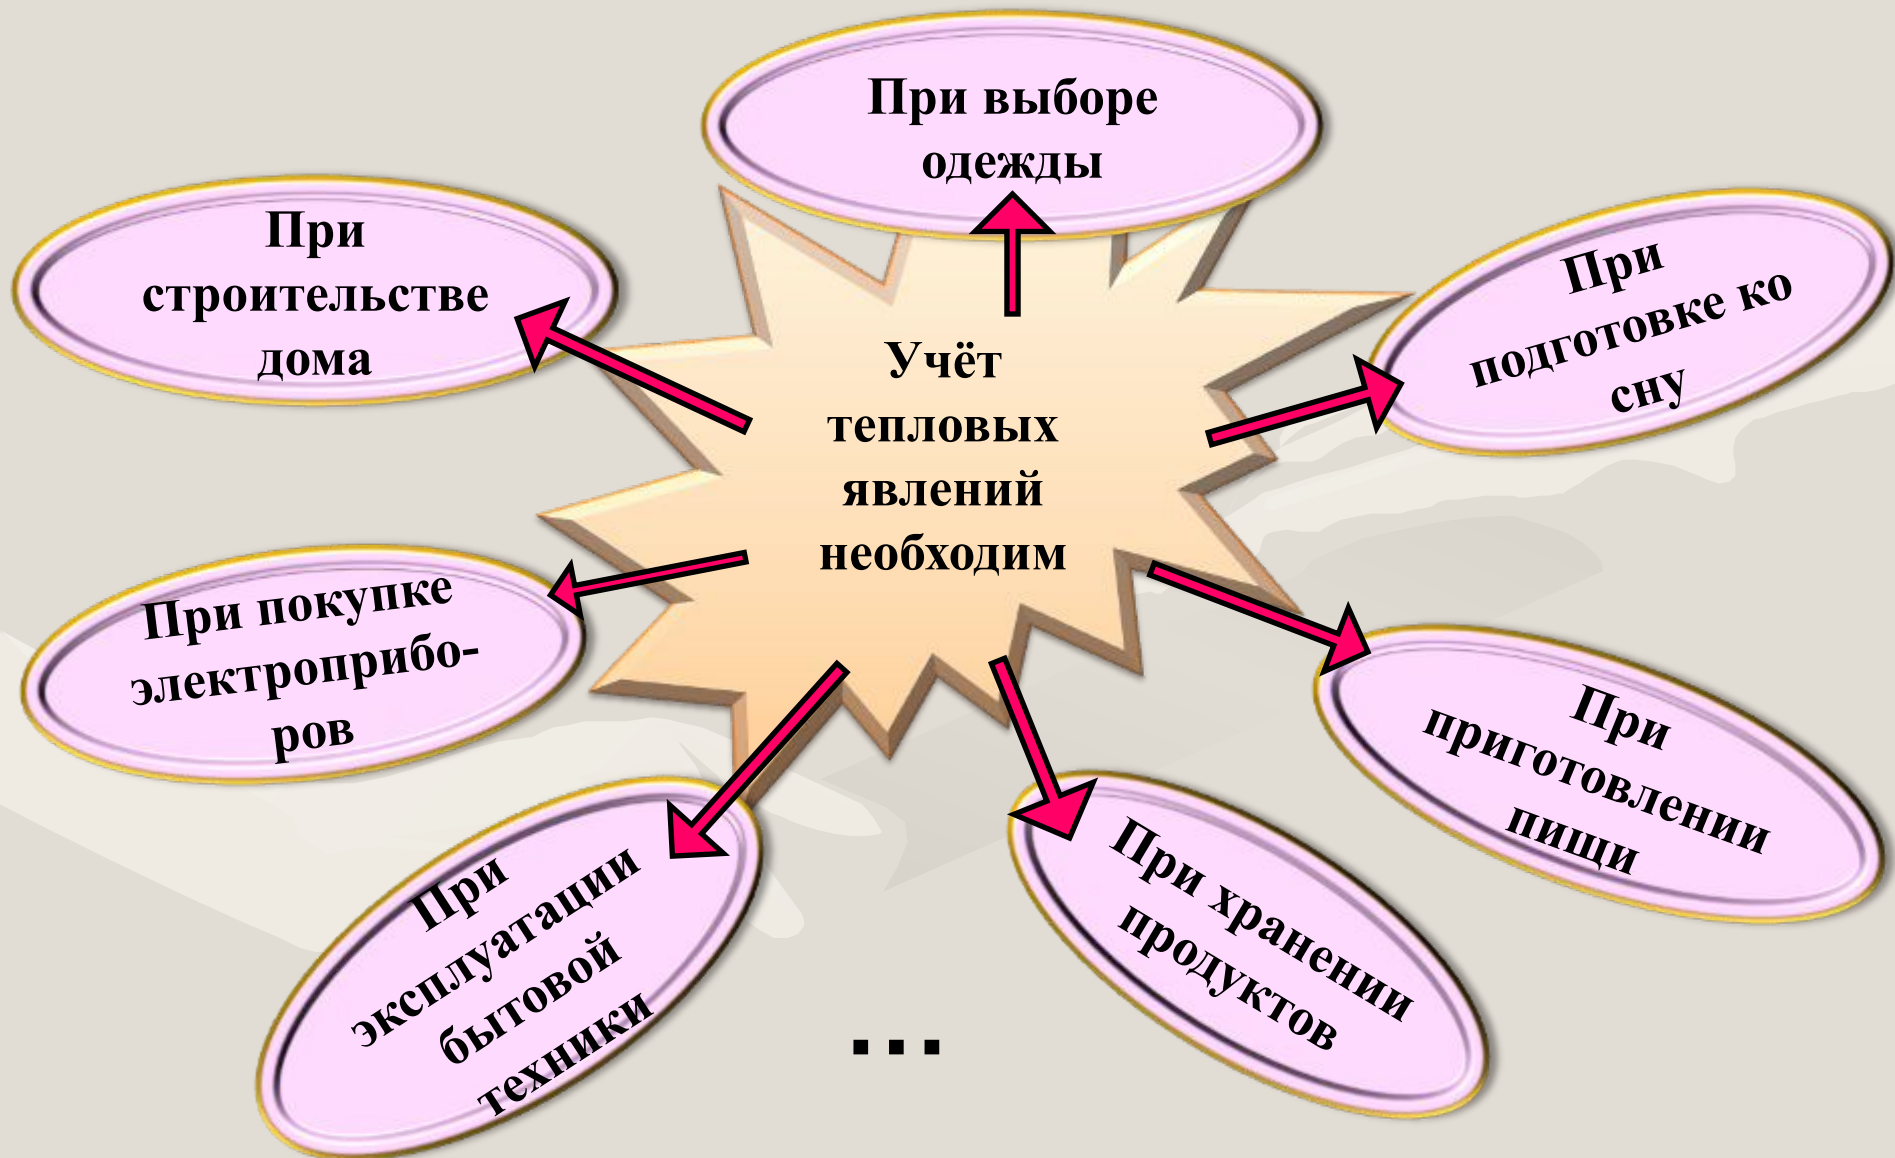 При выборе
одежды
При
строительстве
дома
При
подготовке ко
сну
Учёт
тепловых
явлений
необходим
При покупке
электроприбо-
ров
При
приготовлении
пищи
При
эксплуатации
бытовой
техники
При хранении
продуктов
...